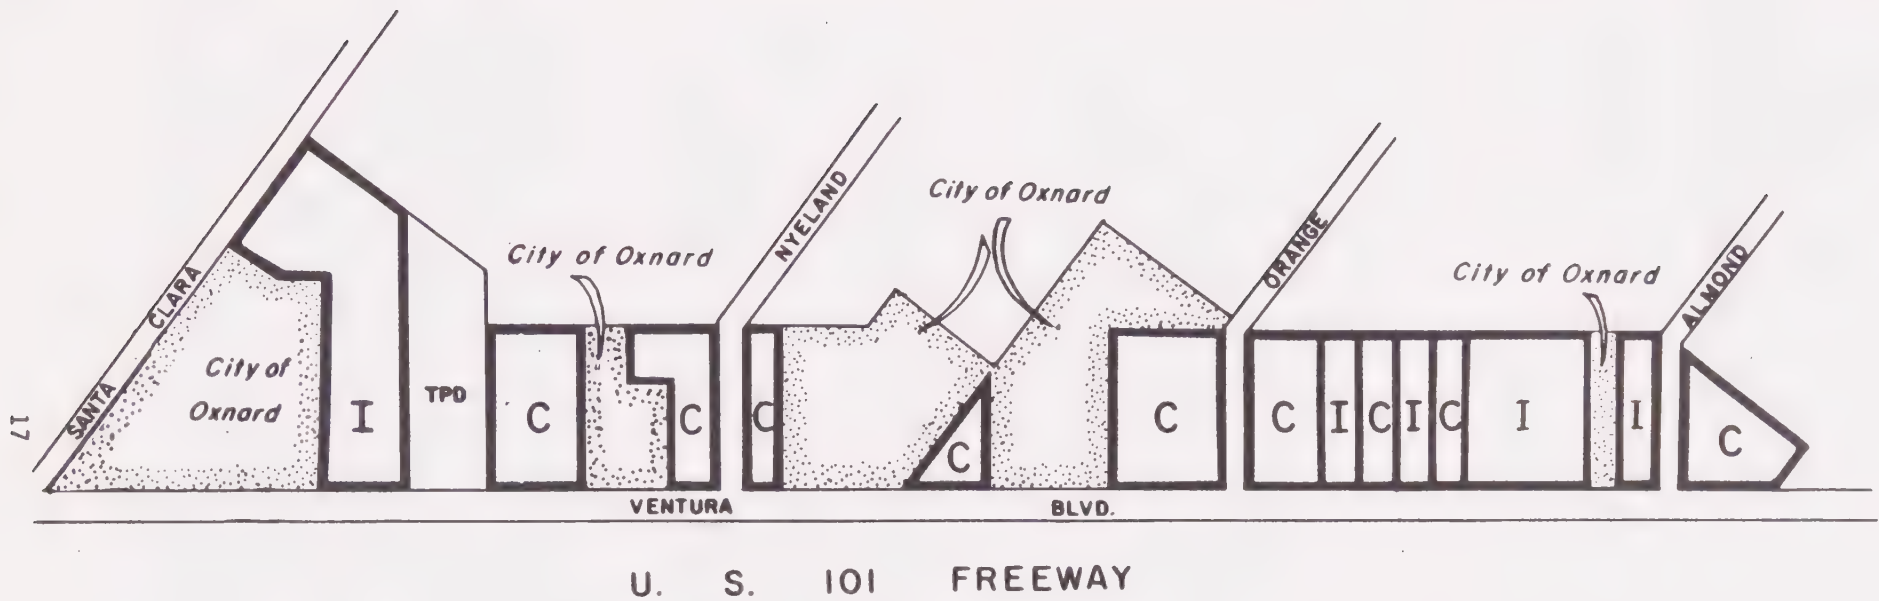 SANTA CLARA
NYELAND
ORANGE
ALMOND
City of Oxnard
City of Oxnard
City of Oxnard
City of
Oxnard
I
TPD
C
C
C
C
C
C
I
C
I
C
I
I
C
VENTURA BLVD.
U. S. 101 FREEWAY
17